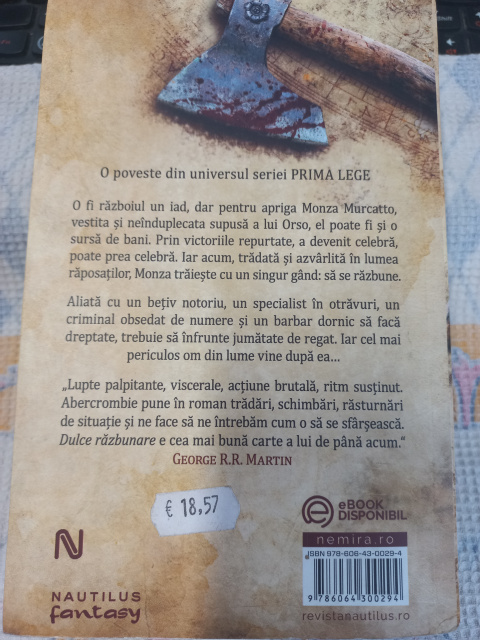 O poveste din universul seriei PRIMA LEGE
O fi războiul un iad, dar pentru apriga Monza Murcatto,
vestita și neînduplecata supusă a lui Orso, el poate fi și o
sursă de bani. Prin victoriile repurtate, a devenit celebră,
poate prea celebră. Iar acum, trădată și azvârlită în lumea
răposaților, Monza trăiește cu un singur gând: să se răzbune.
Aliată cu un bețiv notoriu, un specialist în otrăvuri, un
criminal obsedat de numere și un barbar dornic să facă
dreptate, trebuie să înfrunte jumătate de regat. Iar cel mai
periculos om din lume vine după ea...
„Lupte palpitante, viscerale, acțiune brutală, ritm susținut.
Abercrombie pune în roman trădări, schimbări, răsturnări
de situație și ne face să ne întrebăm cum o să se sfârșească.
Dulce răzbunare e cea mai bună carte a lui de până acum.“
GEORGE R.R. MARTIN
€ 18,57
eBOOK
DISPONIBIL
nemira.ro
ISBN 978-606-43-0029-4
9 786064 300294
revistanautilus.ro
N
NAUTILUS
fantasy